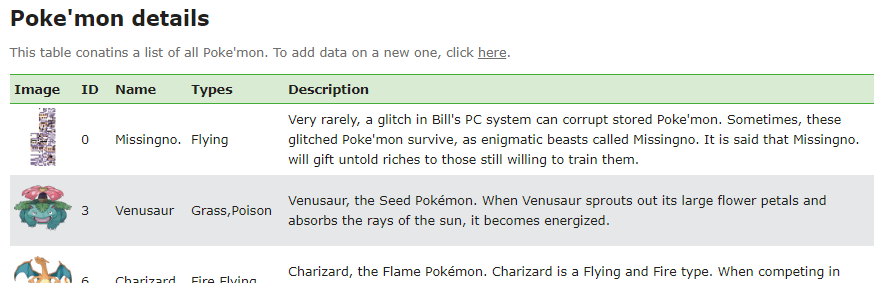 Poke'mon details
This table conatins a list of all Poke'mon. To add data on a new one, click here.
Image ID Name Types Description
0 Missingno. Flying Very rarely, a glitch in Bill's PC system can corrupt stored Poke'mon. Sometimes, these
glitched Poke'mon survive, as enigmatic beasts called Missingno. It is said that Missingno.
will gift untold riches to those still willing to train them.
3 Venusaur Grass,Poison Venusaur, the Seed Pokémon. When Venusaur sprouts out its large flower petals and
absorbs the rays of the sun, it becomes energized.
6 Charizard Fire,Flying Charizard, the Flame Pokémon. Charizard is a Flying and Fire type. When competing in